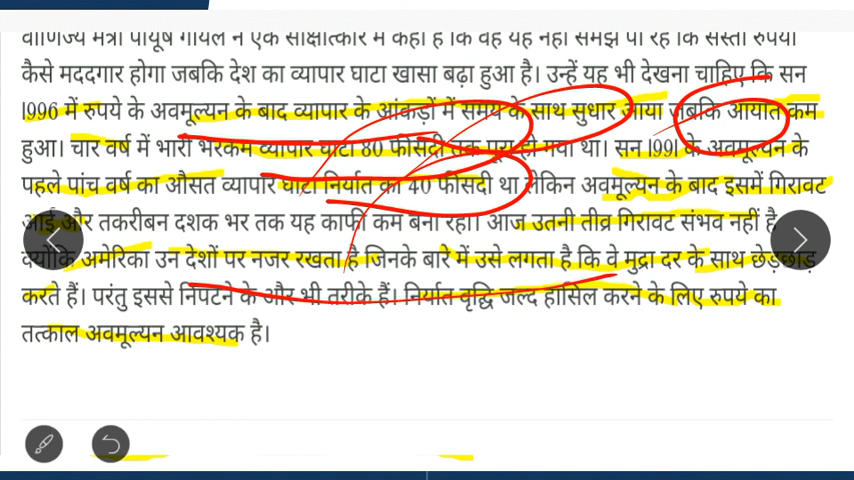 वाणिज्य मंत्री पीयूष गोयल ने एक साक्षात्कार में कहा है कि वह यह नहीं समझ पा रहे कि सस्ता रुपया
कैसे मददगार होगा जबकि देश का व्यापार घाटा खासा बढ़ा हुआ है। उन्हें यह भी देखना चाहिए कि सन
1996 में रुपये के अवमूल्यन के बाद व्यापार के आंकड़ों में समय के साथ सुधार आया जबकि आयात कम
हुआ। चार वर्ष में भारी भरकम व्यापार घाटा 80 फीसदी तक पूरा हो गया था। सन 1991 के अवमूल्यन के
पहले पांच वर्ष का औसत व्यापार घाटा निर्यात का 40 फीसदी था लेकिन अवमूल्यन के बाद इसमें गिरावट
आई और तकरीबन दशक भर तक यह काफी कम बना रहा। आज उतनी तीव्र गिरावट संभव नहीं है
क्योंकि अमेरिका उन देशों पर नजर रखता है जिनके बारे में उसे लगता है कि वे मुद्रा दर के साथ छेड़छाड़
करते हैं। परंतु इससे निपटने के और भी तरीके हैं। निर्यात वृद्धि जल्द हासिल करने के लिए रुपये का
तत्काल अवमूल्यन आवश्यक है।